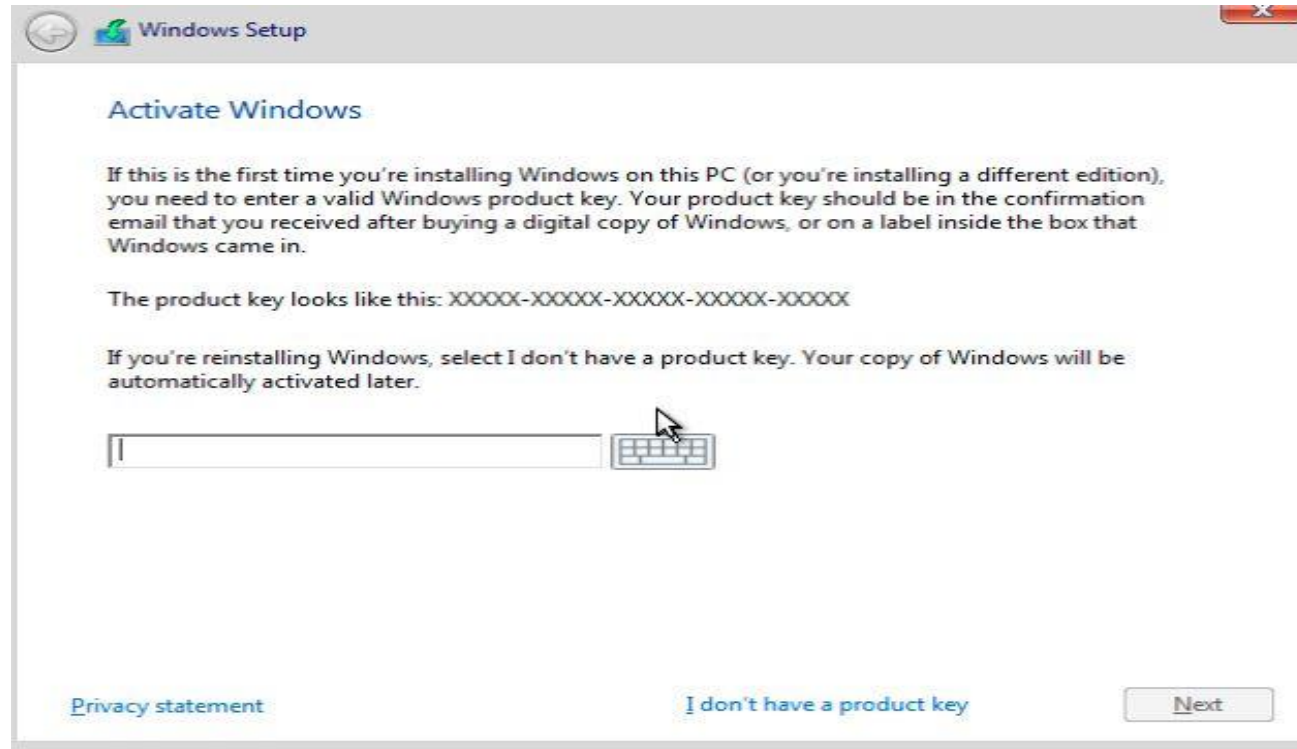 Windows Setup
Activate Windows
If this is the first time you're installing Windows on this PC (or you're installing a different edition),
you need to enter a valid Windows product key. Your product key should be in the confirmation
email that you received after buying a digital copy of Windows, or on a label inside the box that
Windows came in.
The product key looks like this: XXXXX-XXXXX-XXXXX-XXXXX-XXXXX
If you're reinstalling Windows, select I don't have a product key. Your copy of Windows will be
automatically activated later.
Privacy statement
I don't have a product key
Next